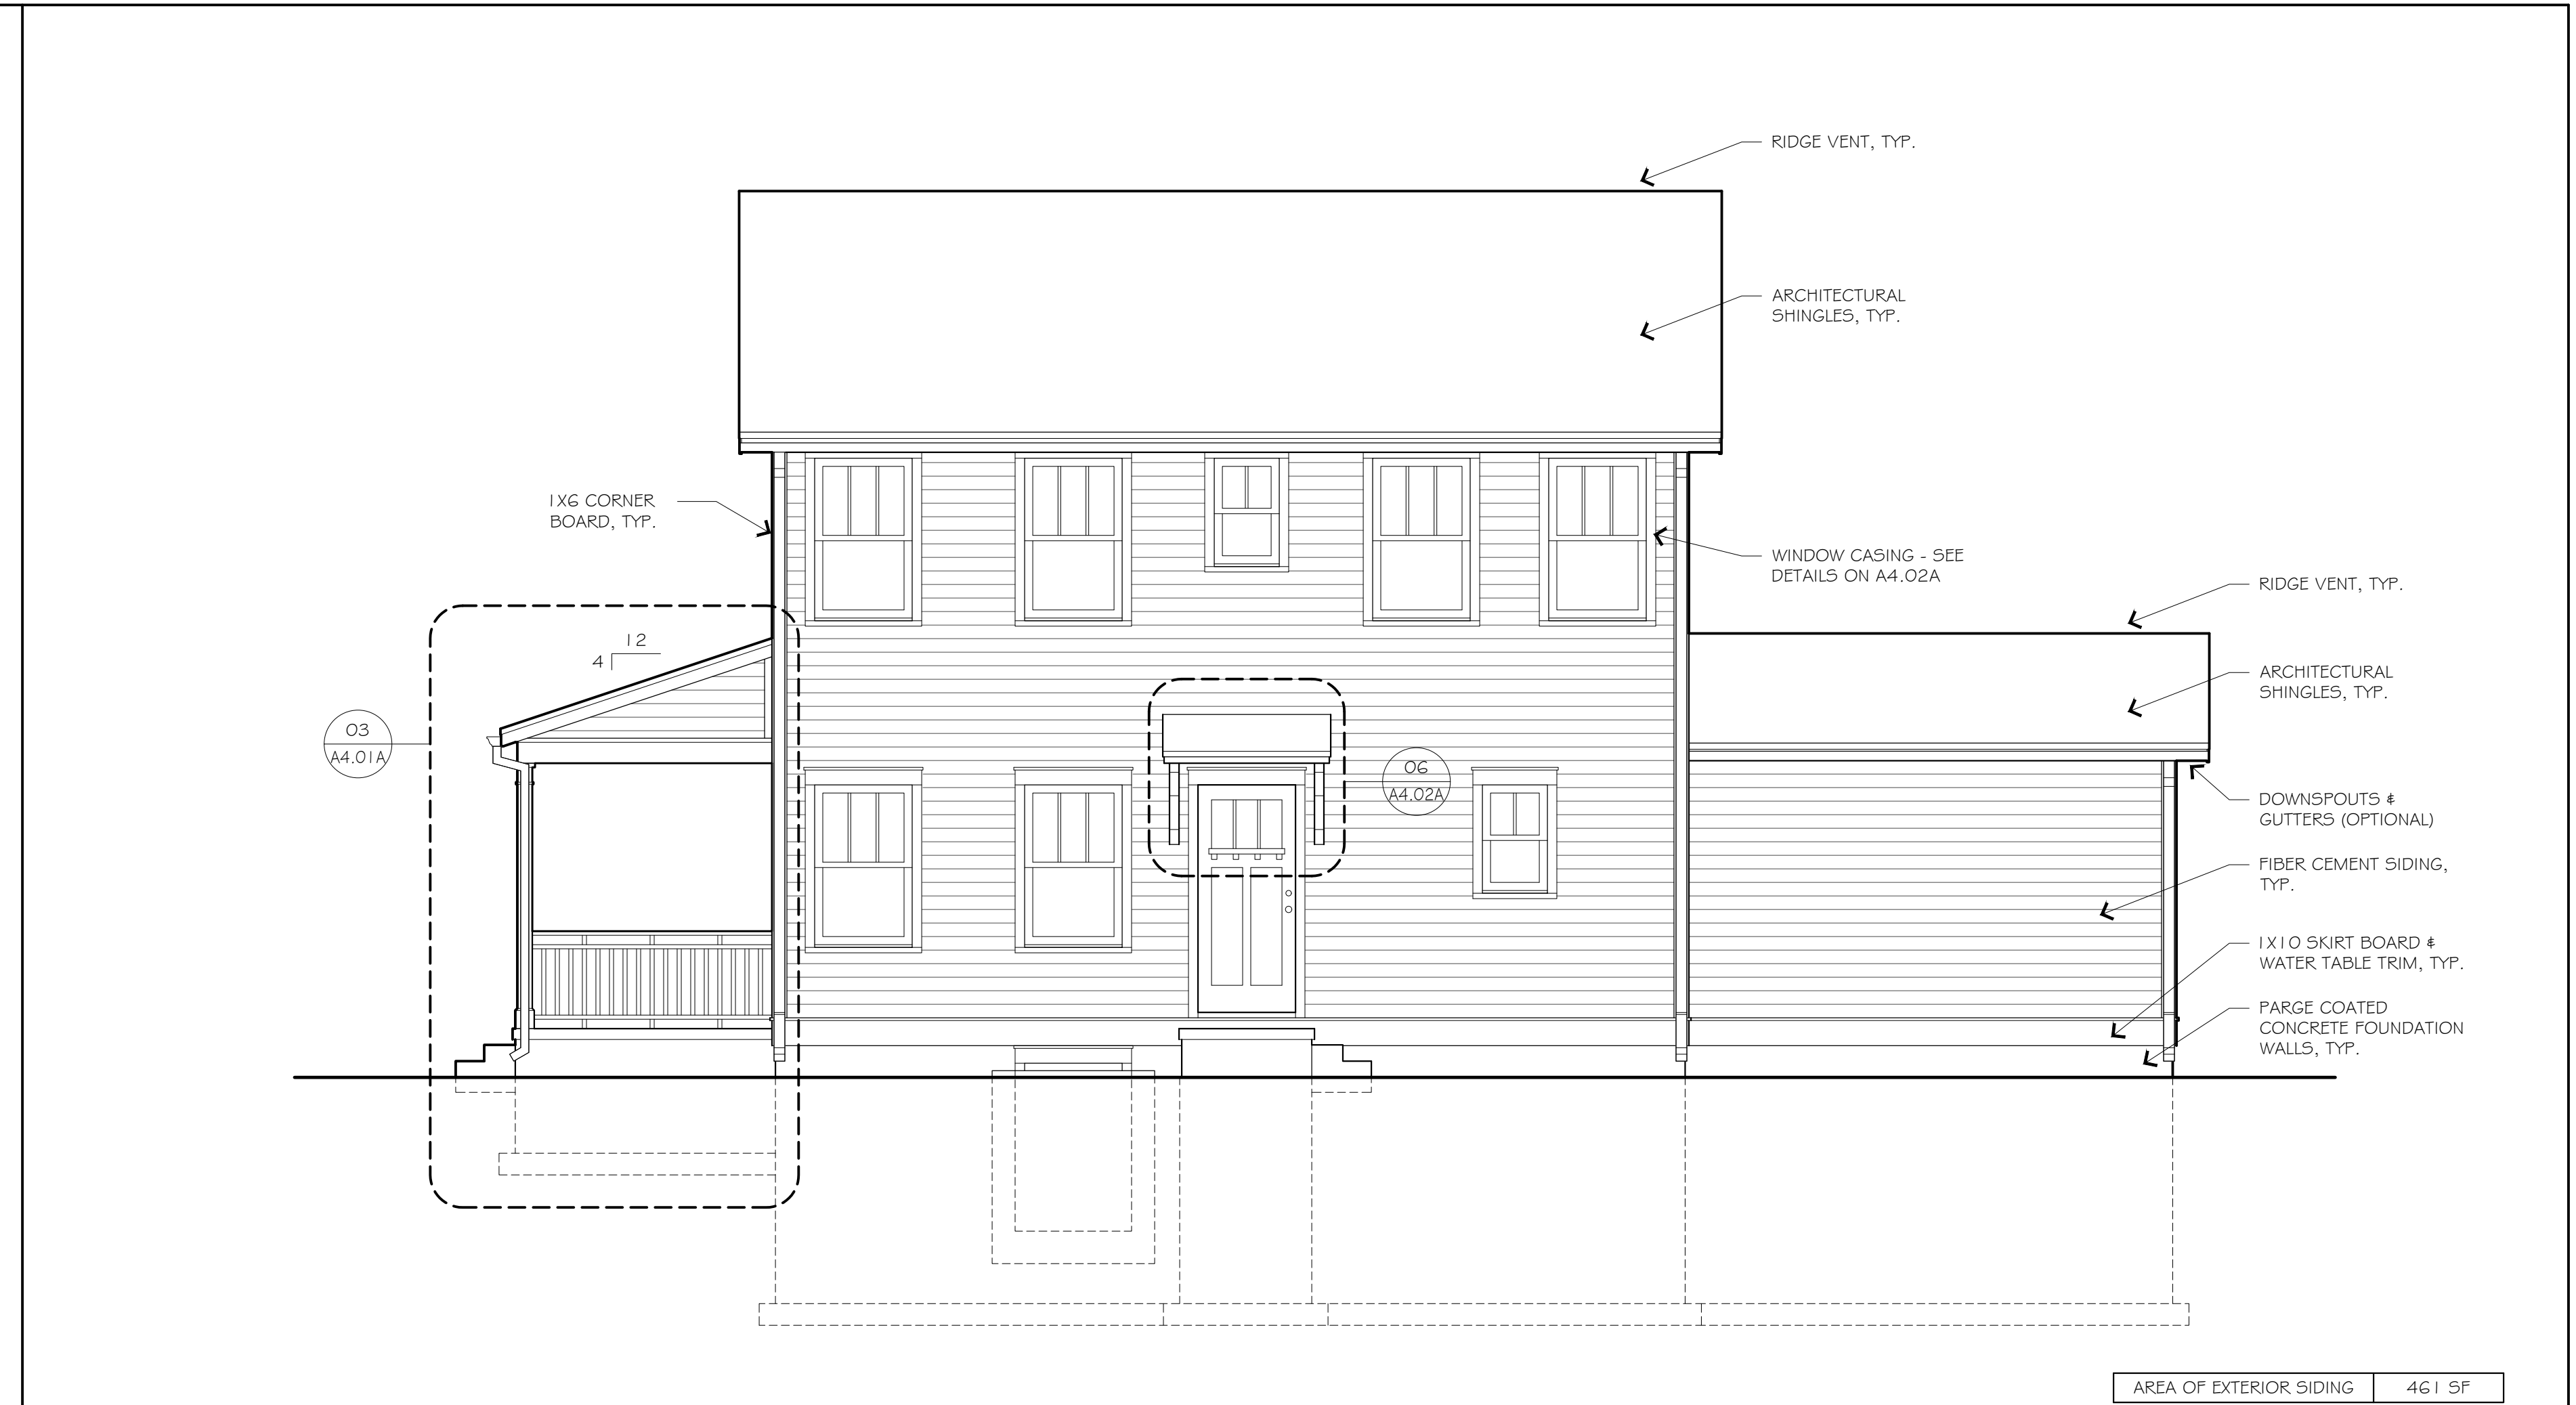 RIDGE VENT, TYP.
ARCHITECTURAL
SHINGLES, TYP.
1X6 CORNER
BOARD, TYP.
WINDOW CASING - SEE
DETAILS ON A4.02A
RIDGE VENT, TYP.
12
4
ARCHITECTURAL
SHINGLES, TYP.
03
A4.01A
06
A4.02A
DOWNSPOUTS &
GUTTERS (OPTIONAL)
FIBER CEMENT SIDING,
TYP.
1X10 SKIRT BOARD &
WATER TABLE TRIM, TYP.
PARGE COATED
CONCRETE FOUNDATION
WALLS, TYP.
AREA OF EXTERIOR SIDING 461 SF